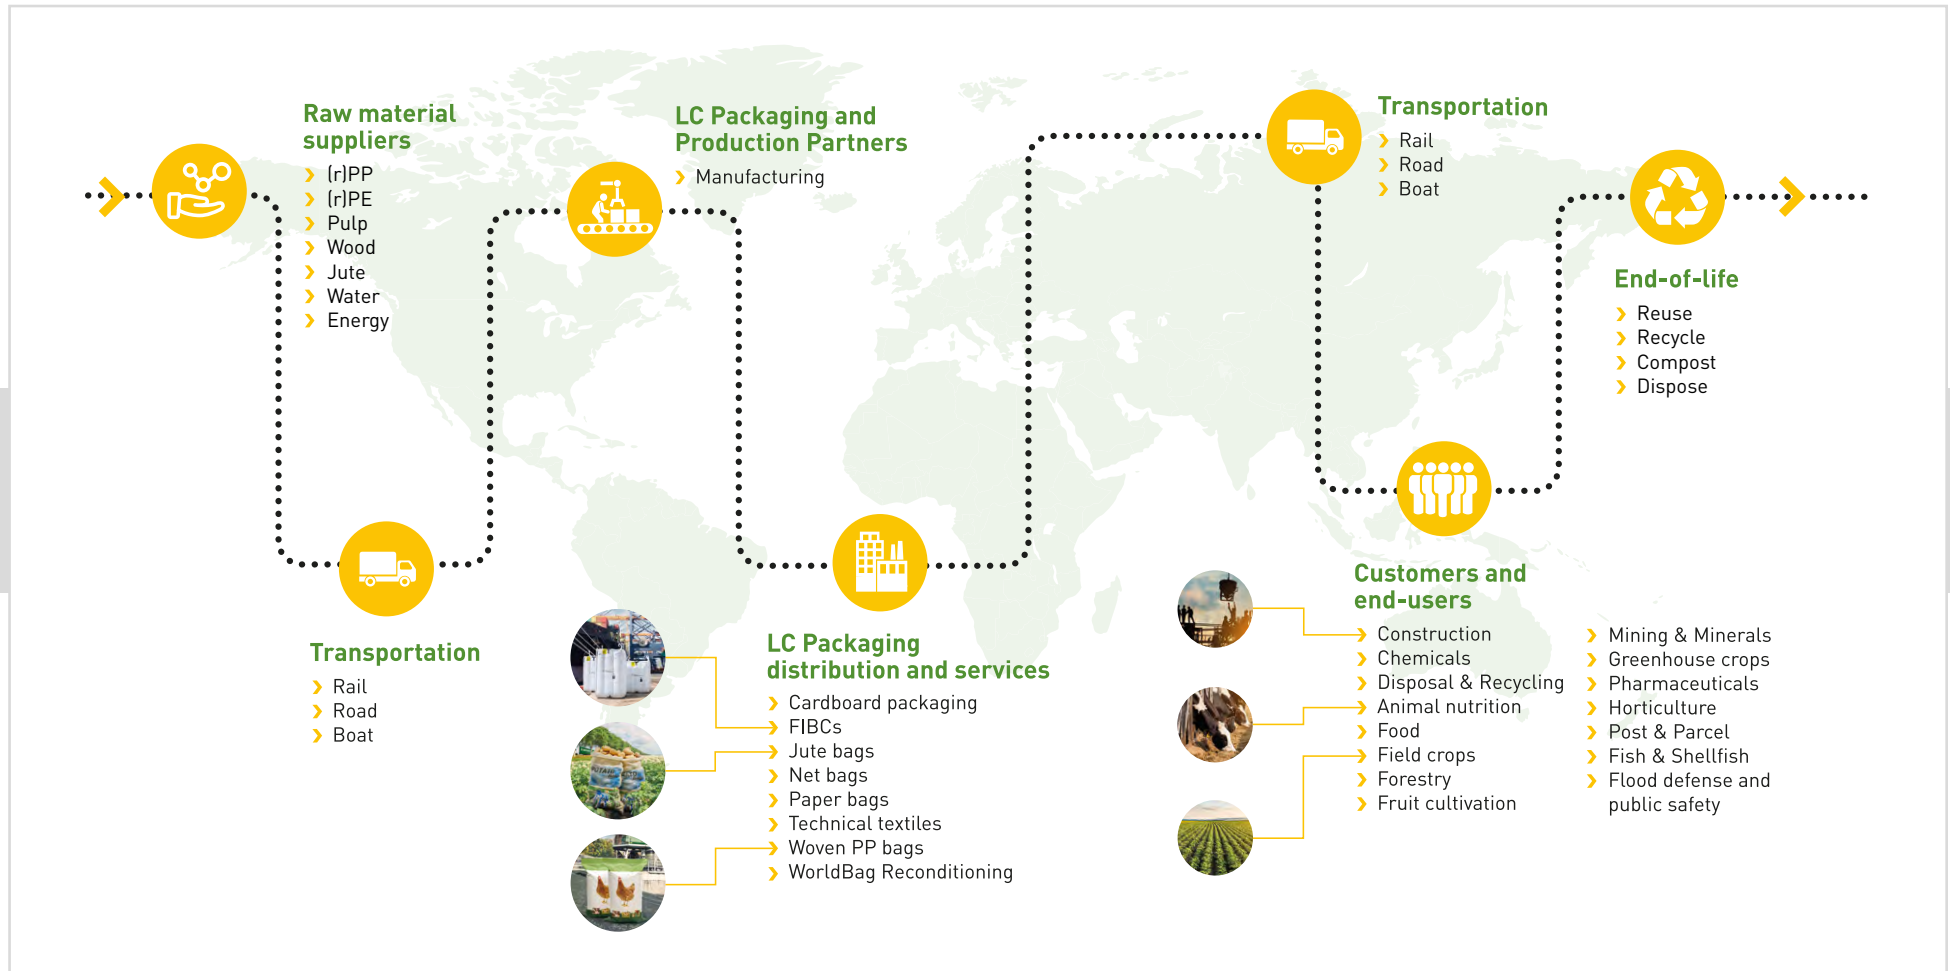 Raw material
suppliers
(r)PP
(r)PE
Pulp
Wood
Jute
Water
Energy
Transportation
Rail
Road
Boat
LC Packaging and
Production Partners
Manufacturing
LC Packaging
distribution and services
Cardboard packaging
FIBCs
Jute bags
Net bags
Paper bags
Technical textiles
Woven PP bags
WorldBag Reconditioning
Transportation
Rail
Road
Boat
Customers and
end-users
Construction
Chemicals
Disposal & Recycling
Animal nutrition
Food
Field crops
Forestry
Fruit cultivation
Mining & Minerals
Greenhouse crops
Pharmaceuticals
Horticulture
Post & Parcel
Fish & Shellfish
Flood defense and
public safety
End-of-life
Reuse
Recycle
Compost
Dispose